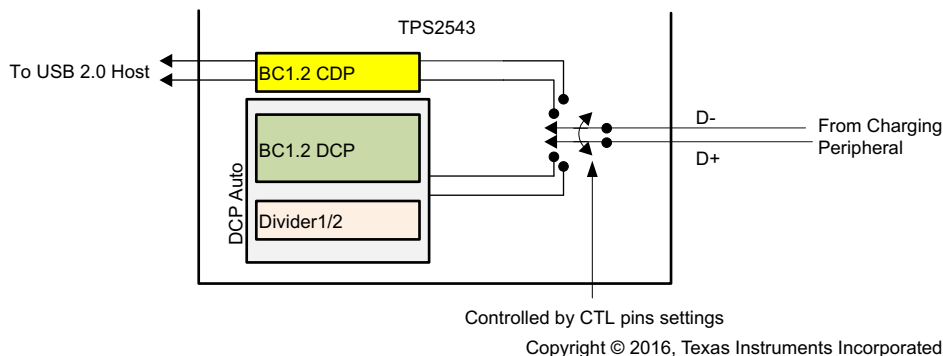 TPS2543
To USB 2.0 Host
BC1.2 CDP
BC1.2 DCP
DCP Auto
Divider1/2
D-
D+
From Charging
Peripheral
Controlled by CTL pins settings
Copyright © 2016, Texas Instruments Incorporated